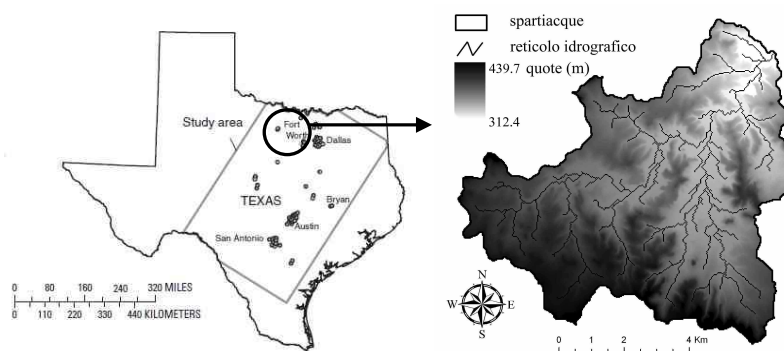 Study area
Fort
Worth
Dallas
TEXAS
Bryan
Austin
San Antonio
0 80 160 240 320 MILES
0 110 220 330 440 KILOMETERS
spartiacque
reticolo idrografico
439.7 quote (m)
312.4
N
W E
S
0 1 2 4 Km